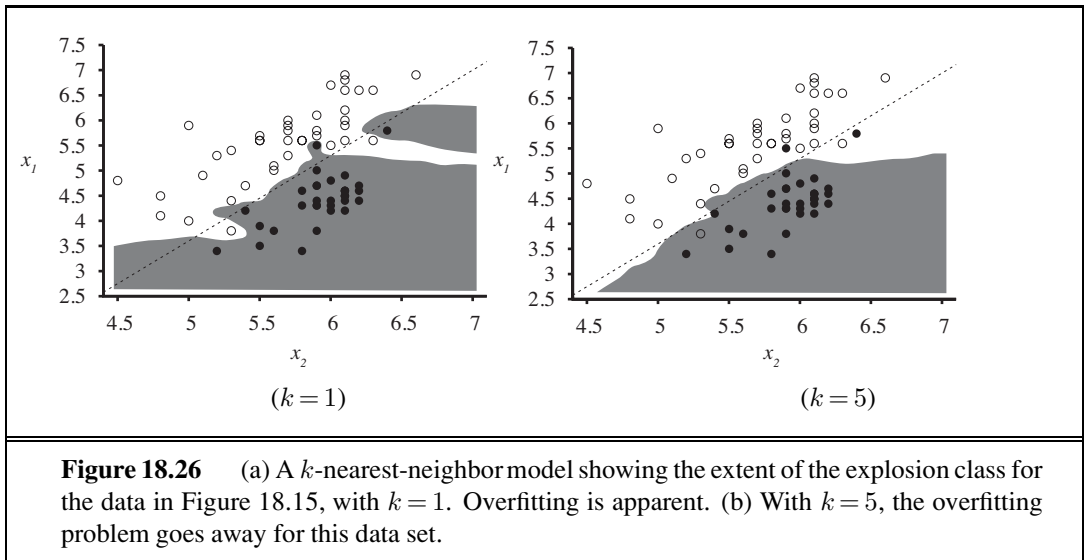 7.5
7
6.5
6
5.5
5
4.5
4
3.5
3
2.5
x1
4.5 5 5.5 6 6.5 7
x2
(k = 1)
7.5
7
6.5
6
5.5
5
4.5
4
3.5
3
2.5
x1
4.5 5 5.5 6 6.5 7
x2
(k = 5)
Figure 18.26 (a) A k-nearest-neighbor model showing the extent of the explosion class for
the data in Figure 18.15, with k = 1. Overfitting is apparent. (b) With k = 5, the overfitting
problem goes away for this data set.